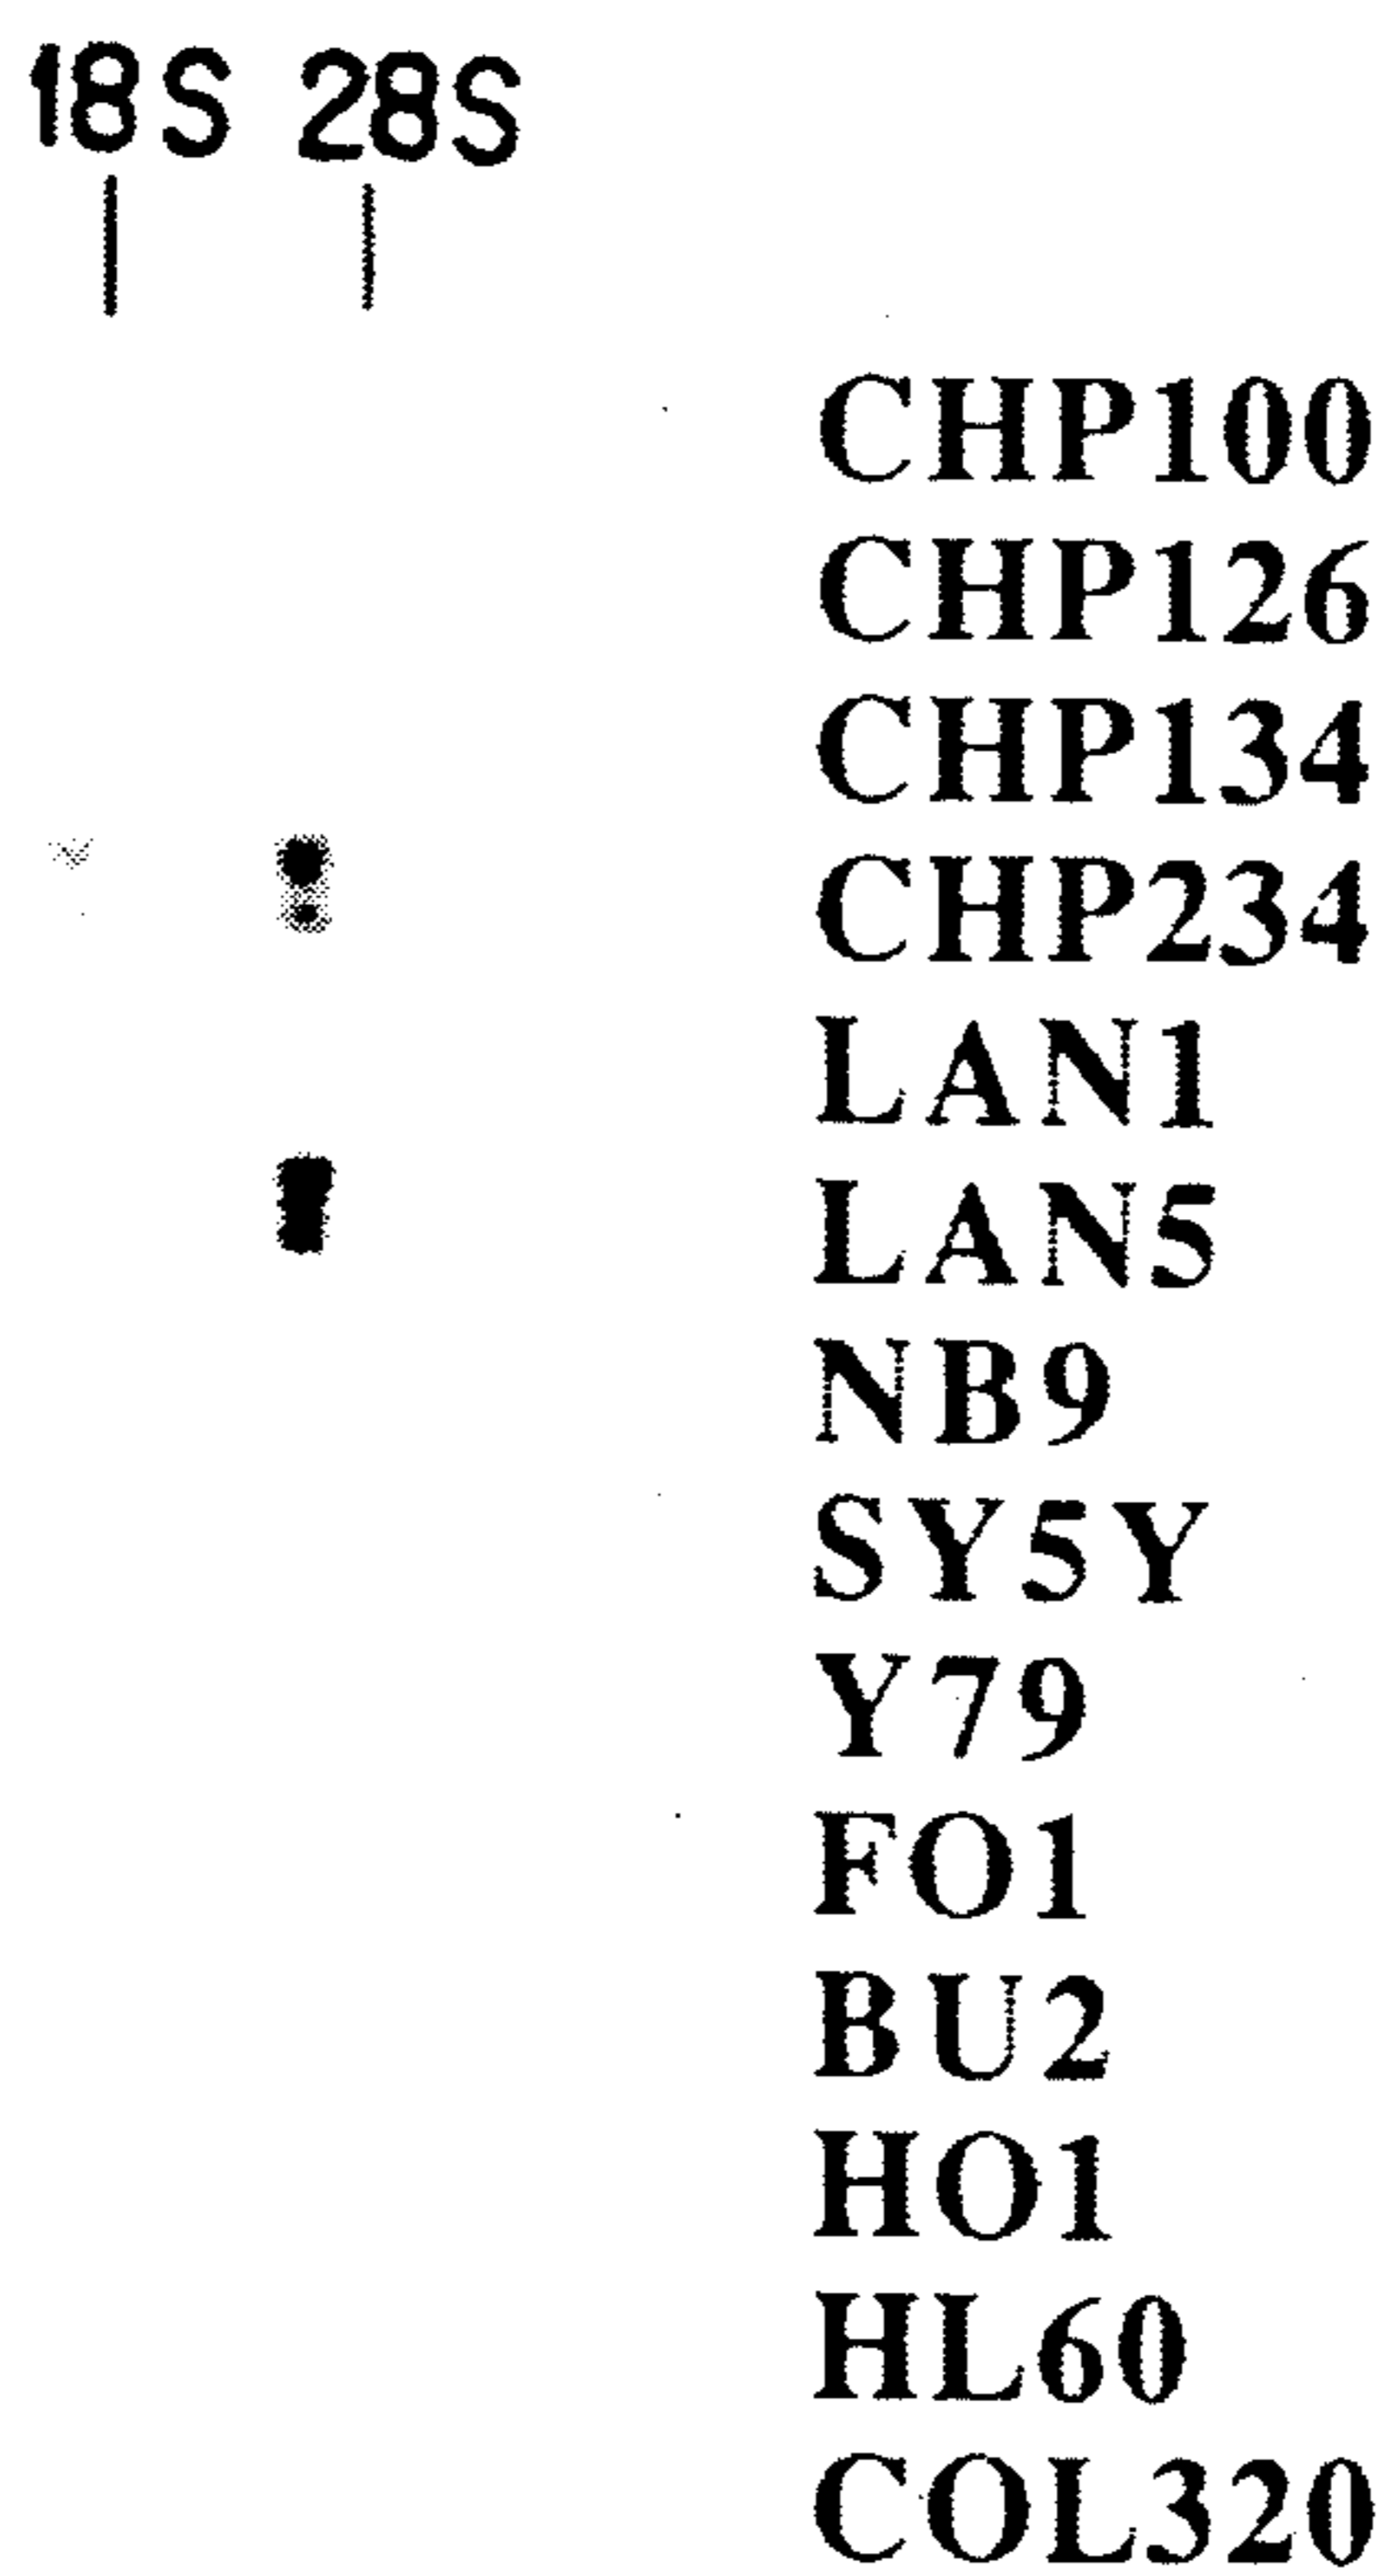 18S 28S
CHP100
CHP126
CHP134
CHP234
LAN1
LAN5
NB9
SY5Y
Y79
FO1
BU2
HO1
HL60
COL320